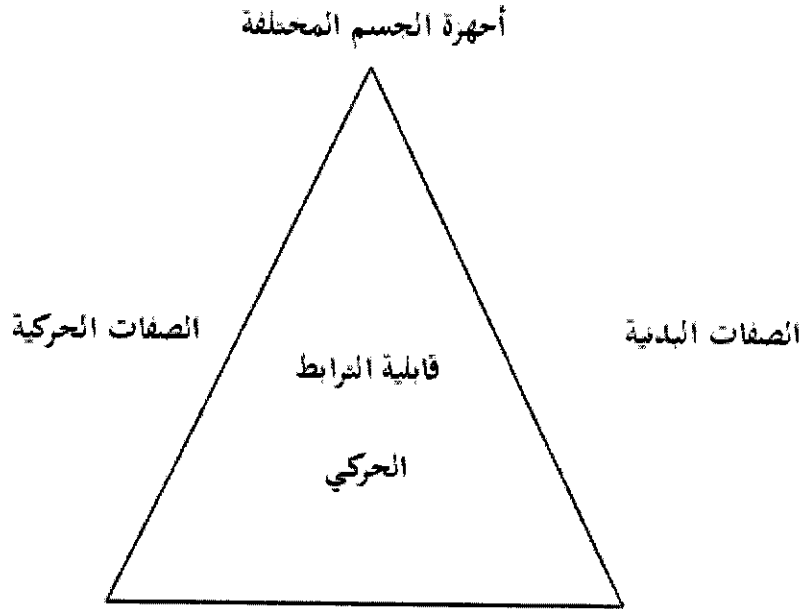 أجهزة الجسم المختلفة
الصفات البدنية
الصفات الحركية
قابلية الترابط
الحركي